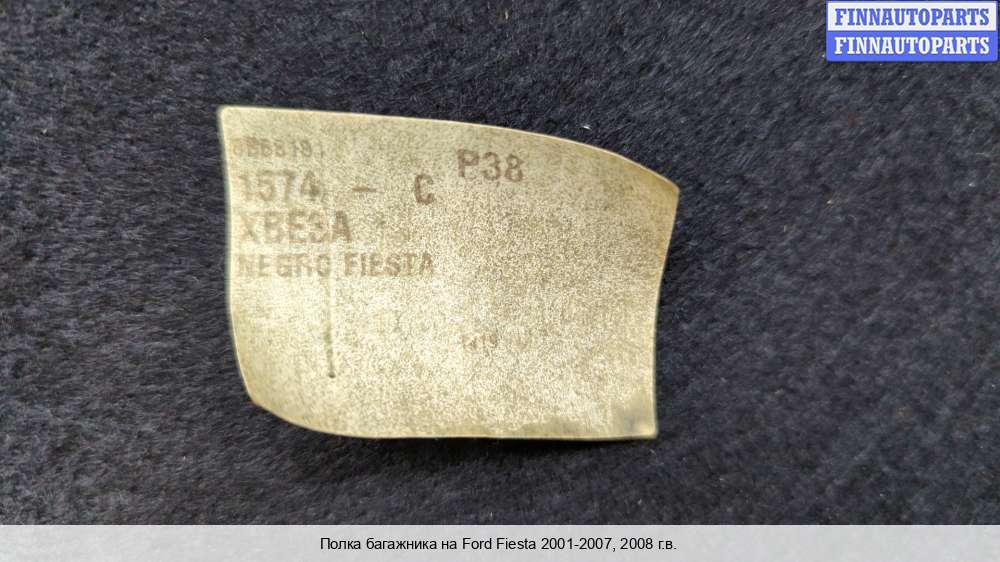 FINNAUTOPARTS
FINNAUTOPARTS
P38
1574 - C
XBE3A
NEGRO FIESTA
Полка багажника на Ford Fiesta 2001-2007, 2008 г.в.